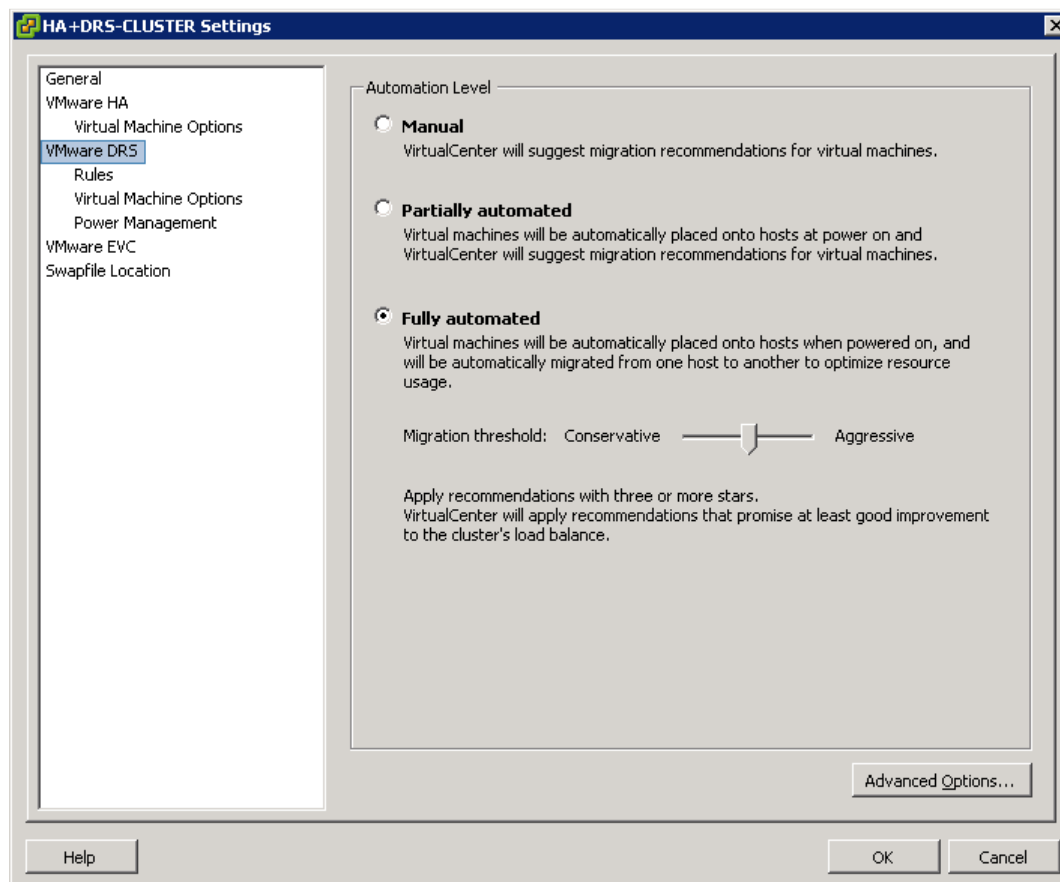 HA+DRS-CLUSTER Settings
General
VMware HA
Virtual Machine Options
VMware DRS
Rules
Virtual Machine Options
Power Management
VMware EVC
Swapfile Location
Automation Level
Manual
VirtualCenter will suggest migration recommendations for virtual machines.
Partially automated
Virtual machines will be automatically placed onto hosts at power on and
VirtualCenter will suggest migration recommendations for virtual machines.
Fully automated
Virtual machines will be automatically placed onto hosts when powered on, and
will be automatically migrated from one host to another to optimize resource
usage.
Migration threshold: Conservative Aggressive
Apply recommendations with three or more stars.
VirtualCenter will apply recommendations that promise at least good improvement
to the cluster's load balance.
Advanced Options...
Help OK Cancel